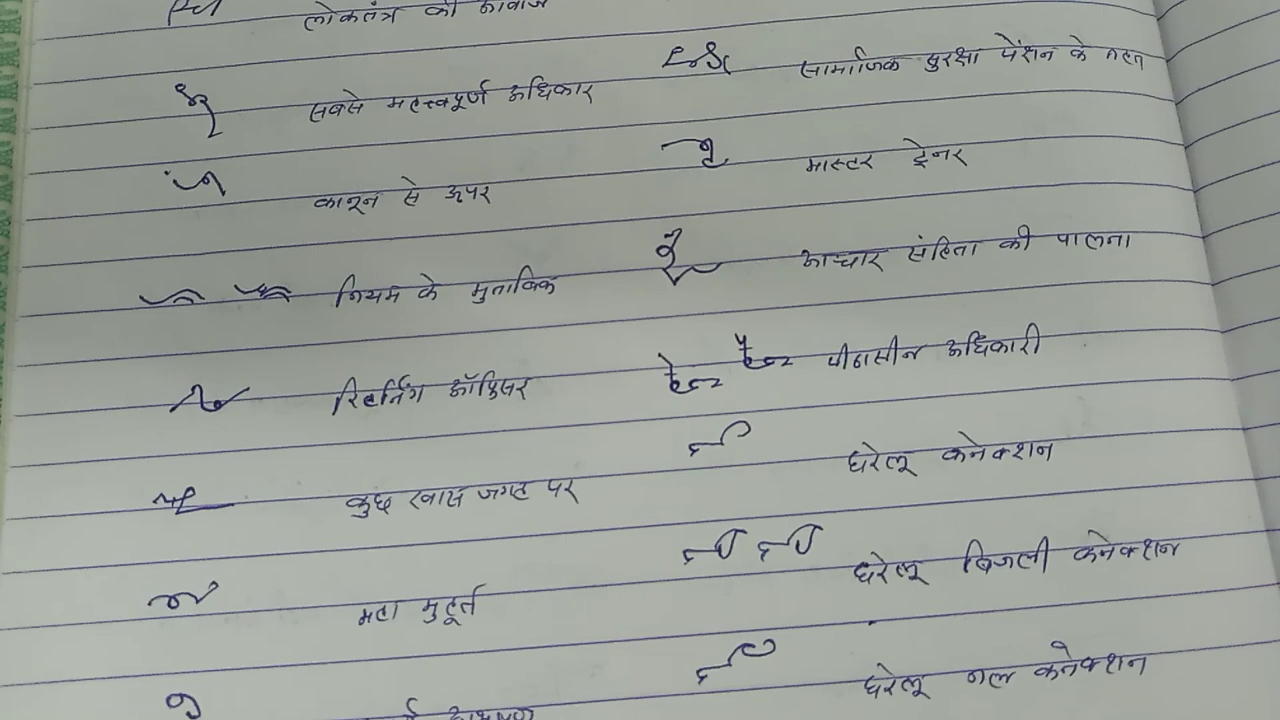 लोकतंत्र की आवाज
सबसे महत्त्वपूर्ण अधिकार
कानून से ऊपर
नियम के मुताबिक
रिटर्निंग ऑफिसर
कुछ खास जगह पर
महा मुहूर्त
सामाजिक सुरक्षा पेंशन के तहत
मास्टर ट्रेनर
आचार संहिता की पालना
पीठासीन अधिकारी
घरेलू कनेक्शन
घरेलू बिजली कनेक्शन
घरेलू नल कनेक्शन